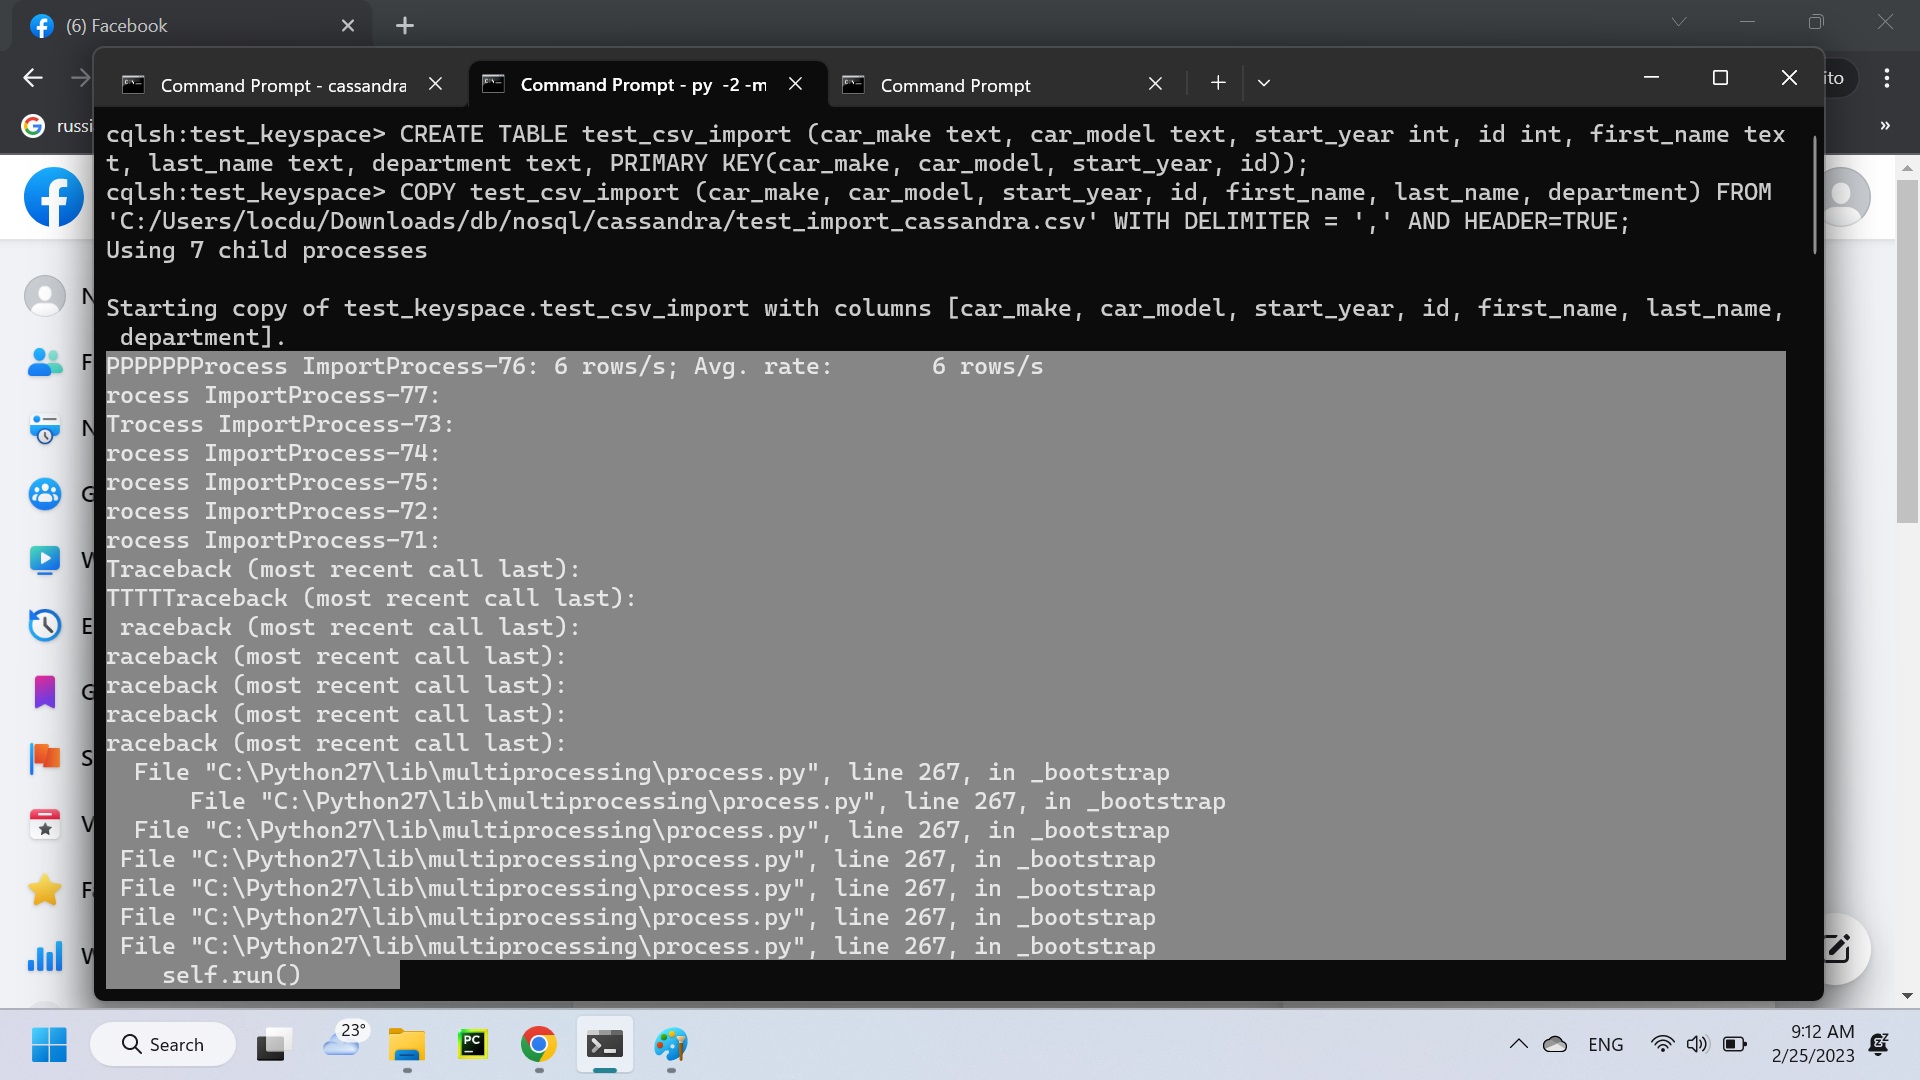 (6) Facebook
Command Prompt - cassandra
Command Prompt - py -2 -m
Command Prompt
ito
russi
cqlsh:test_keyspace> CREATE TABLE test_csv_import (car_make text, car_model text, start_year int, id int, first_name tex
t, last_name text, department text, PRIMARY KEY(car_make, car_model, start_year, id));
cqlsh:test_keyspace> COPY test_csv_import (car_make, car_model, start_year, id, first_name, last_name, department) FROM
'C:/Users/locdu/Downloads/db/nosql/cassandra/test_import_cassandra.csv' WITH DELIMITER = ',' AND HEADER=TRUE;
Using 7 child processes
Starting copy of test_keyspace.test_csv_import with columns [car_make, car_model, start_year, id, first_name, last_name,
department].
PPPPPPProcess ImportProcess-76: 6 rows/s; Avg. rate: 6 rows/s
rocess ImportProcess-77:
Trocess ImportProcess-73:
rocess ImportProcess-74:
rocess ImportProcess-75:
rocess ImportProcess-72:
rocess ImportProcess-71:
Traceback (most recent call last):
TTTTTraceback (most recent call last):
raceback (most recent call last):
raceback (most recent call last):
raceback (most recent call last):
raceback (most recent call last):
raceback (most recent call last):
File "C:\Python27\lib\multiprocessing\process.py", line 267, in _bootstrap
File "C:\Python27\lib\multiprocessing\process.py", line 267, in _bootstrap
File "C:\Python27\lib\multiprocessing\process.py", line 267, in _bootstrap
File "C:\Python27\lib\multiprocessing\process.py", line 267, in _bootstrap
File "C:\Python27\lib\multiprocessing\process.py", line 267, in _bootstrap
File "C:\Python27\lib\multiprocessing\process.py", line 267, in _bootstrap
File "C:\Python27\lib\multiprocessing\process.py", line 267, in _bootstrap
self.run()
Search
23°
PC
ENG
9:12 AM
2/25/2023